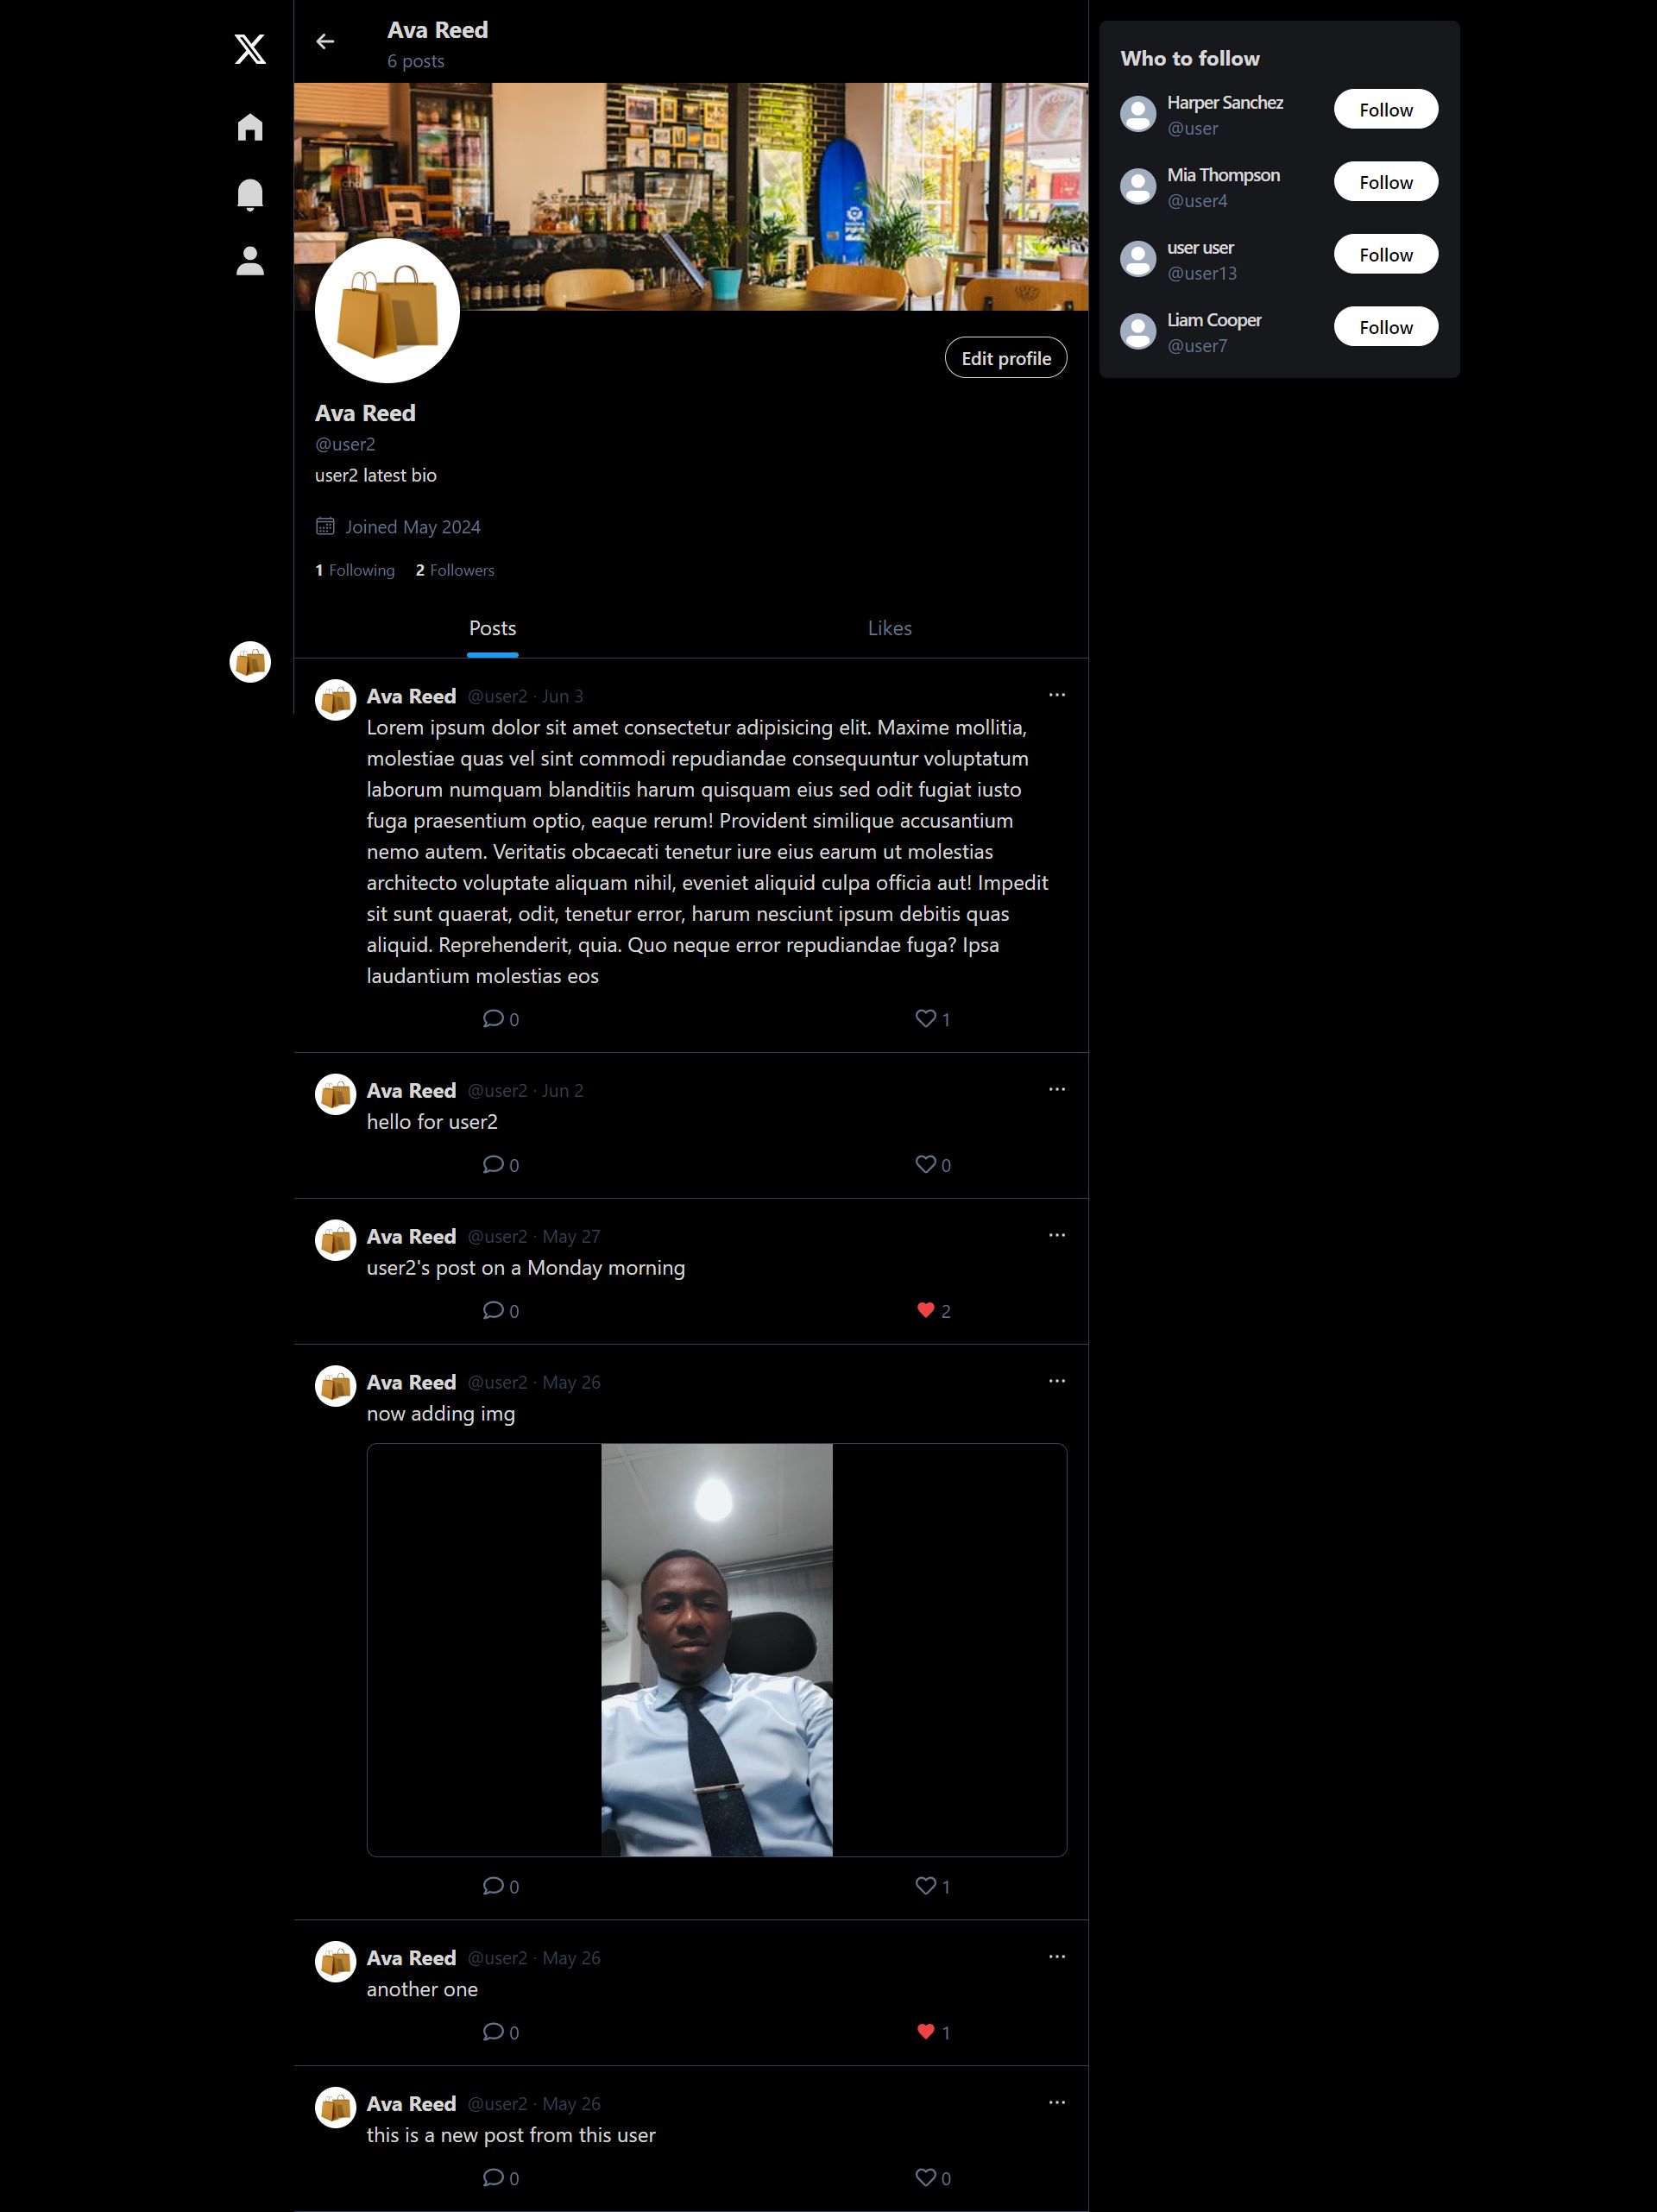 Ava Reed
6 posts
Edit profile
Ava Reed
@user2
user2 latest bio
Joined May 2024
1 Following 2 Followers
Posts Likes
Ava Reed @user2 · Jun 3
Lorem ipsum dolor sit amet consectetur adipisicing elit. Maxime mollitia,
molestiae quas vel sint commodi repudiandae consequuntur voluptatum
laborum numquam blanditiis harum quisquam eius sed odit fugiat iusto
fuga praesentium optio, eaque rerum! Provident similique accusantium
nemo autem. Veritatis obcaecati tenetur iure eius earum ut molestias
architecto voluptate aliquam nihil, eveniet aliquid culpa officia aut! Impedit
sit sunt quaerat, odit, tenetur error, harum nesciunt ipsum debitis quas
aliquid. Reprehenderit, quia. Quo neque error repudiandae fuga? Ipsa
laudantium molestias eos
0 1
Ava Reed @user2 · Jun 2
hello for user2
0 0
Ava Reed @user2 · May 27
user2's post on a Monday morning
0 2
Ava Reed @user2 · May 26
now adding img
0 1
Ava Reed @user2 · May 26
another one
0 1
Ava Reed @user2 · May 26
this is a new post from this user
0 0
Who to follow
Harper Sanchez
@user
Follow
Mia Thompson
@user4
Follow
user user
@user13
Follow
Liam Cooper
@user7
Follow